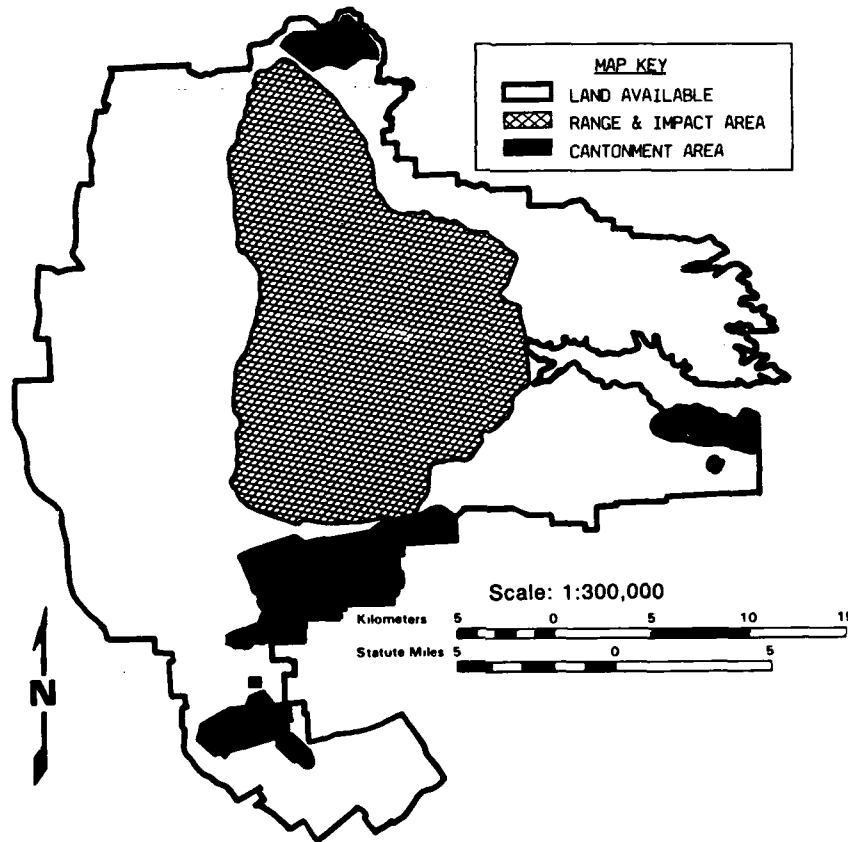 MAP KEY
LAND AVAILABLE
RANGE & IMPACT AREA
CANTONMENT AREA
Scale: 1:300,000
Kilometers 5 0 5 10 15
Statute Miles 5 0 5
N